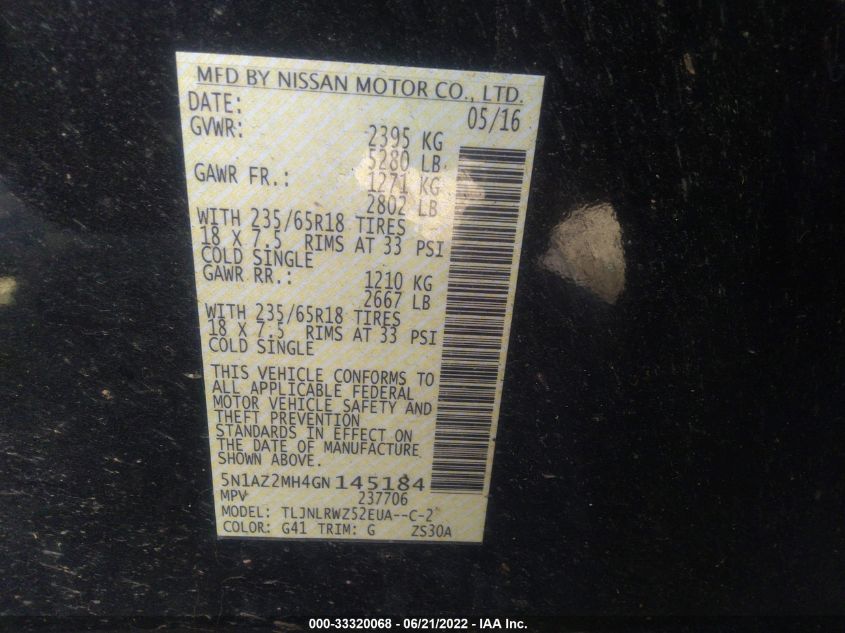 MFD BY NISSAN MOTOR CO., LTD.
DATE: 05/16
GVWR: 2395 KG
5280 LB
GAWR FR.: 1271 KG
2802 LB
WITH 235/65R18 TIRES
18 X 7.5 RIMS AT 33 PSI
COLD SINGLE
GAWR RR.: 1210 KG
2667 LB
WITH 235/65R18 TIRES
18 X 7.5 RIMS AT 33 PSI
COLD SINGLE
THIS VEHICLE CONFORMS TO
ALL APPLICABLE FEDERAL
MOTOR VEHICLE SAFETY AND
THEFT PREVENTION
STANDARDS IN EFFECT ON
THE DATE OF MANUFACTURE
SHOWN ABOVE.
5N1AZ2MH4GN145184
MPV 237706
MODEL: TLJNLRWZ52EUA--C-2
COLOR: G41 TRIM: G ZS30A
000-33320068 - 06/21/2022 - IAA Inc.